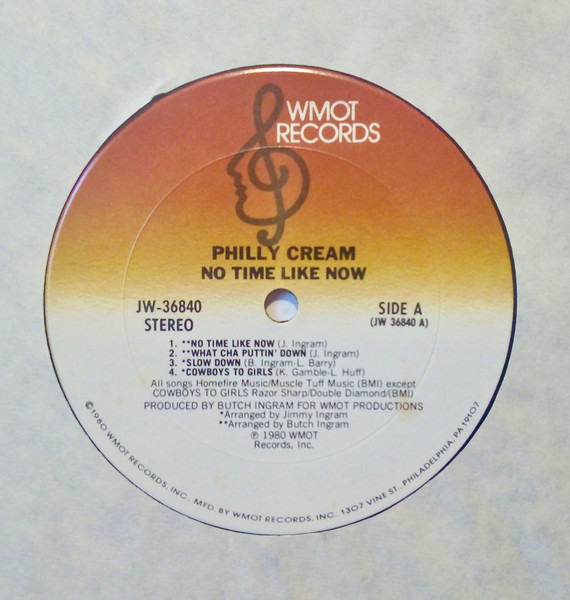 WMOT
RECORDS
PHILLY CREAM
NO TIME LIKE NOW
JW-36840
STEREO
SIDE A
(JW 36840 A)
1. **NO TIME LIKE NOW (J. Ingram)
2. **WHAT CHA PUTTIN' DOWN (J. Ingram)
3. *SLOW DOWN (B. Ingram-L. Barry)
4. *COWBOYS TO GIRLS (K. Gamble-L. Huff)
All songs Homefire Music/Muscle Tuff Music (BMI) except
COWBOYS TO GIRLS Razor Sharp/Double Diamond/(BMI)
PRODUCED BY BUTCH INGRAM FOR WMOT PRODUCTIONS
*Arranged by Jimmy Ingram
**Arranged by Butch Ingram
℗ 1980 WMOT
Records, Inc.
©1980 WMOT RECORDS, INC., MFD. BY WMOT RECORDS, INC., 1307 VINE ST., PHILADELPHIA, PA 19107